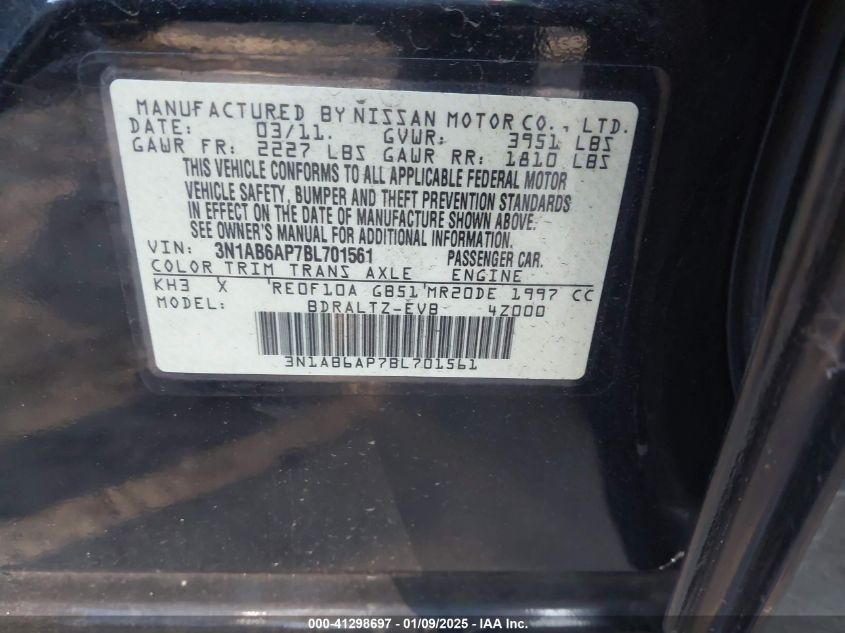 MANUFACTURED BY NISSAN MOTOR CO., LTD.
DATE: 03/11. GVWR: 3951 LBS
GAWR FR: 2227 LBS GAWR RR: 1810 LBS
THIS VEHICLE CONFORMS TO ALL APPLICABLE FEDERAL MOTOR
VEHICLE SAFETY, BUMPER AND THEFT PREVENTION STANDARDS
IN EFFECT ON THE DATE OF MANUFACTURE SHOWN ABOVE.
SEE OWNER'S MANUAL FOR ADDITIONAL INFORMATION.
VIN: 3N1AB6AP7BL701561 PASSENGER CAR.
COLOR TRIM TRANS AXLE ENGINE
KH3 X RE0F10A GB51 MR20DE 1997 CC
MODEL: BDRALTZ-EVB 4Z000
3N1AB6AP7BL701561
000-41298697 - 01/09/2025 - IAA Inc.